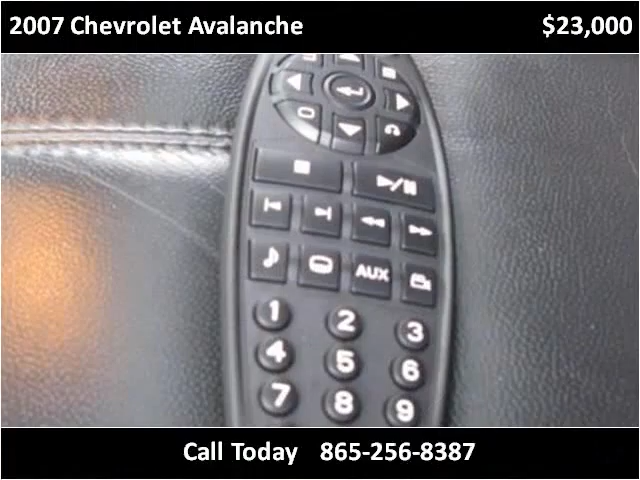 2007 Chevrolet Avalanche $23,000
AUX
1 2 3
4 5 6
7 8 9
Call Today 865-256-8387